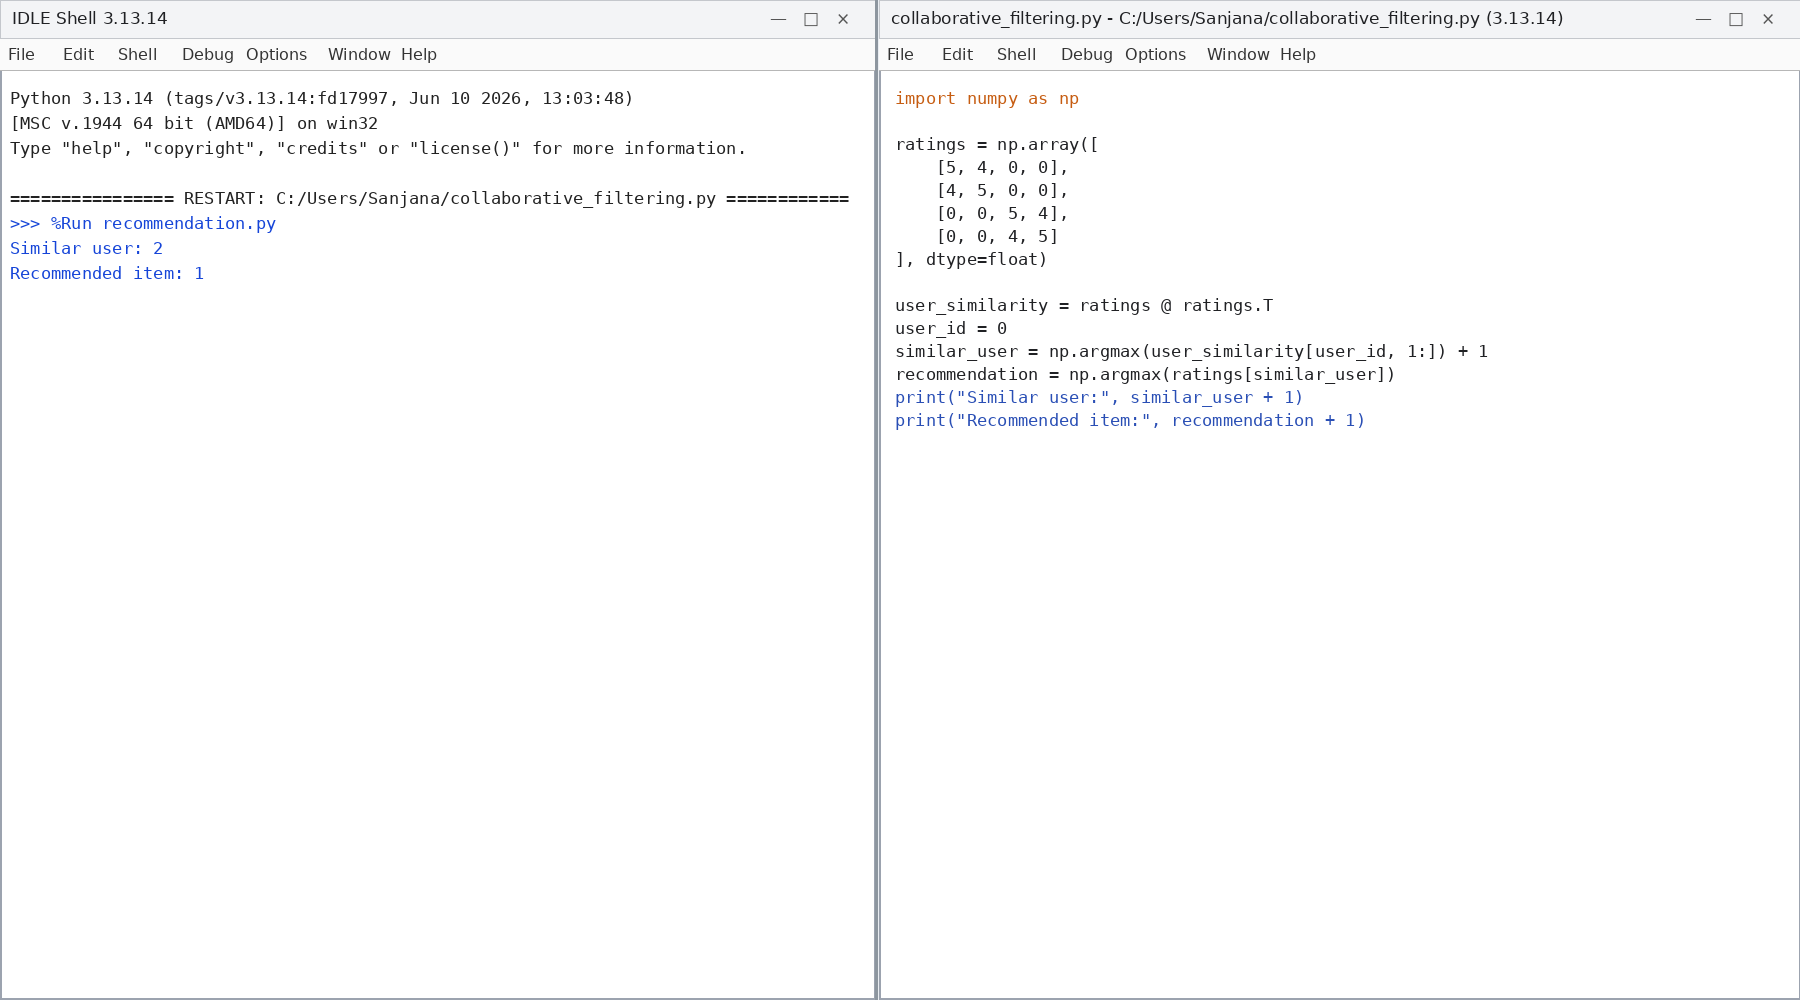 IDLE Shell 3.13.14
File Edit Shell Debug Options Window Help
Python 3.13.14 (tags/v3.13.14:fd17997, Jun 10 2026, 13:03:48)
[MSC v.1944 64 bit (AMD64)] on win32
Type "help", "copyright", "credits" or "license()" for more information.
================ RESTART: C:/Users/Sanjana/collaborative_filtering.py ============
>>> %Run recommendation.py
Similar user: 2
Recommended item: 1
collaborative_filtering.py - C:/Users/Sanjana/collaborative_filtering.py (3.13.14)
File Edit Shell Debug Options Window Help
import numpy as np
ratings = np.array([
    [5, 4, 0, 0],
    [4, 5, 0, 0],
    [0, 0, 5, 4],
    [0, 0, 4, 5]
], dtype=float)
user_similarity = ratings @ ratings.T
user_id = 0
similar_user = np.argmax(user_similarity[user_id, 1:]) + 1
recommendation = np.argmax(ratings[similar_user])
print("Similar user:", similar_user + 1)
print("Recommended item:", recommendation + 1)